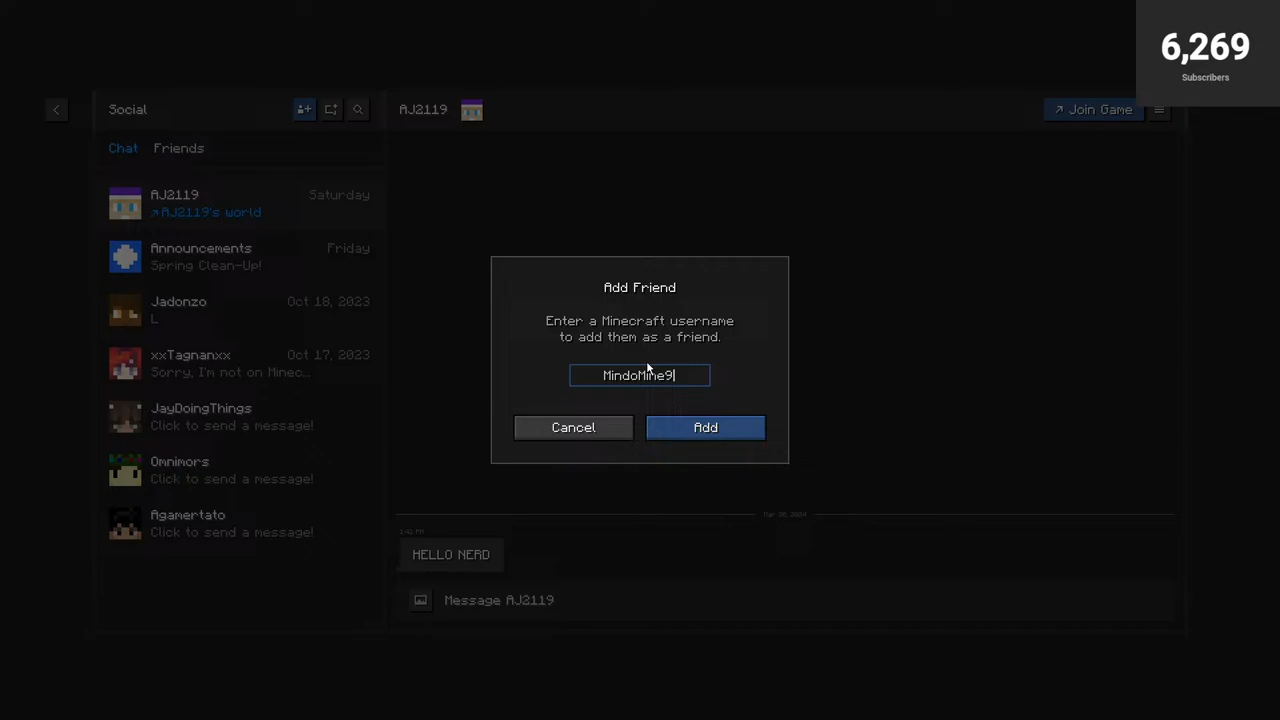 6,269
Subscribers
Social
AJ2119
Join Game
Chat
Friends
AJ2119
Saturday
AJ2119's world
Announcements
Friday
Spring Clean-Up!
Jadonzo
Oct 18, 2023
L
xxTagnanxx
Oct 17, 2023
Sorry, I'm not on Minec...
JayDoingThings
Click to send a message!
Omnimors
Click to send a message!
Agamertato
Click to send a message!
Add Friend
Enter a Minecraft username
to add them as a friend.
MindoMine9
Cancel
Add
HELLO NERD
Message AJ2119